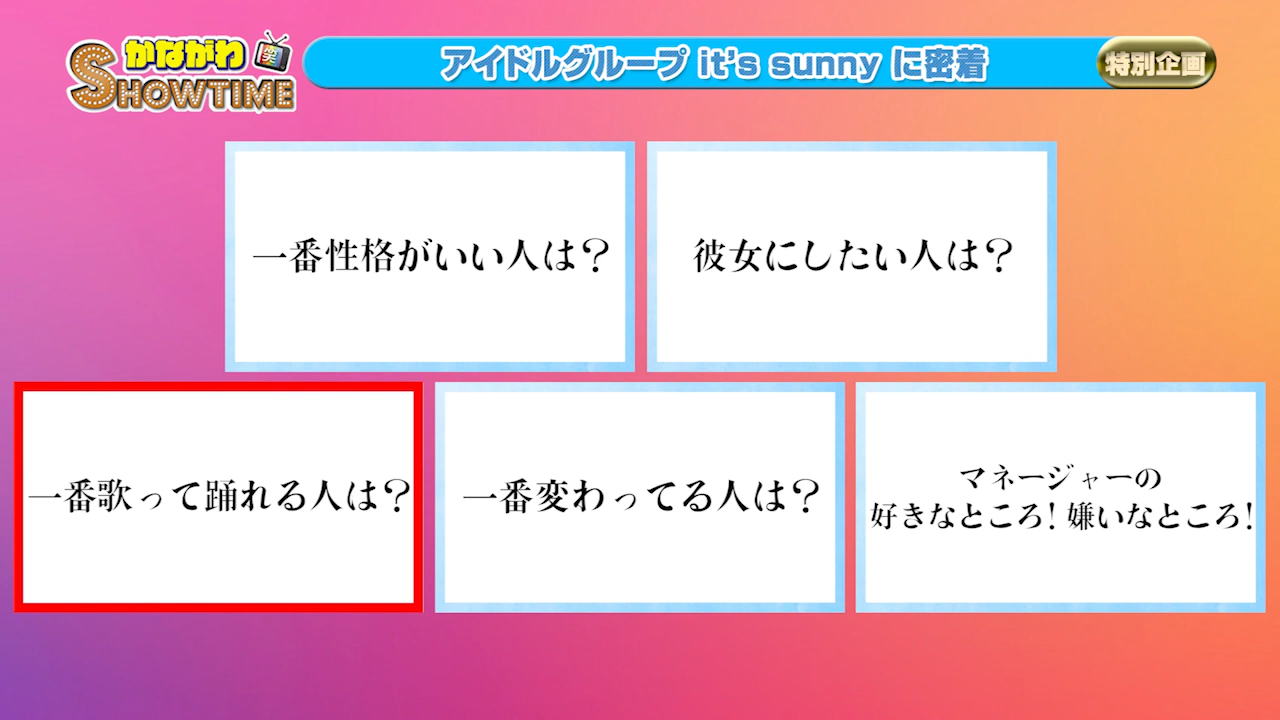 かながわ
笑
SHOWTIME
アイドルグループ it's sunny に密着
特別企画
一番性格がいい人は？
彼女にしたい人は？
一番歌って踊れる人は？
一番変わってる人は？
マネージャーの
好きなところ！嫌いなところ！